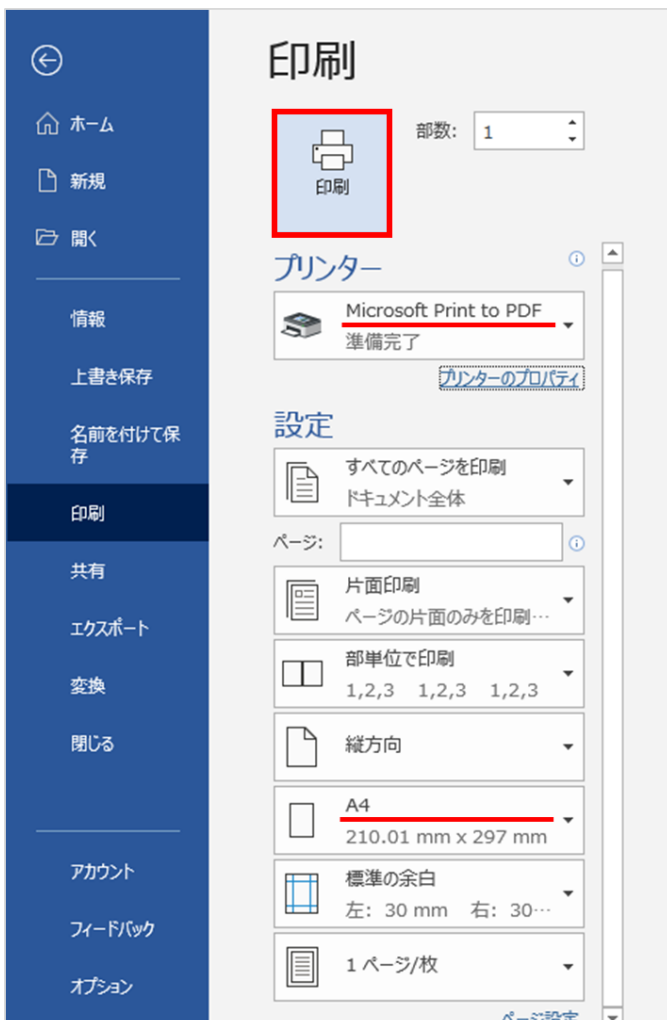 ホーム
新規
開く
情報
上書き保存
名前を付けて保
存
印刷
共有
エクスポート
変換
閉じる
アカウント
フィードバック
オプション
印刷
印刷
部数: 1
プリンター
Microsoft Print to PDF
準備完了
プリンターのプロパティ
設定
すべてのページを印刷
ドキュメント全体
ページ:
片面印刷
ページの片面のみを印刷…
部単位で印刷
1,2,3 1,2,3 1,2,3
縦方向
A4
210.01 mm x 297 mm
標準の余白
左: 30 mm 右: 30…
1 ページ/枚
ページ設定